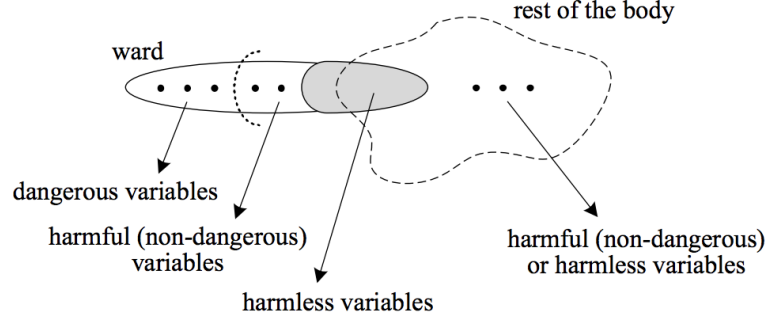 rest of the body
ward
dangerous variables
harmful (non-dangerous)
variables
harmful (non-dangerous)
or harmless variables
harmless variables